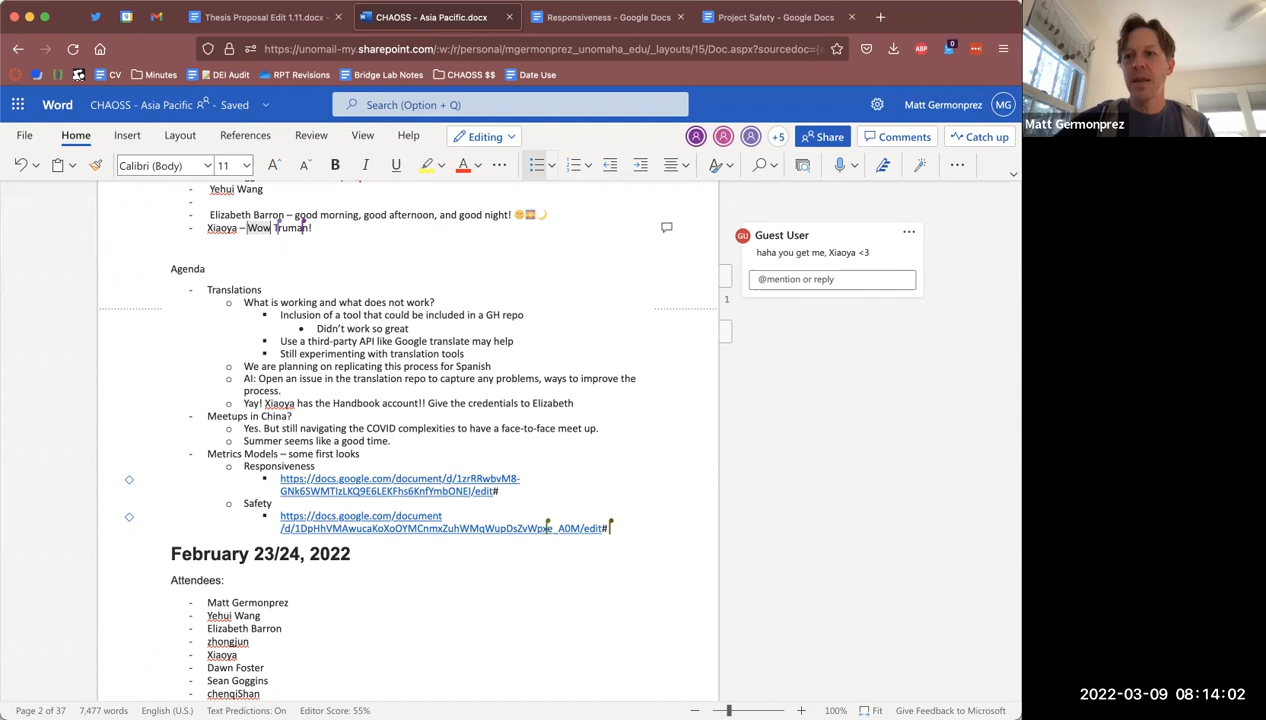 Thesis Proposal Edit 1.11.docx -
CHAOSS - Asia Pacific.docx
Responsiveness - Google Docs
Project Safety - Google Docs
https://unomail-my.sharepoint.com/:w:/r/personal/mgermonprez_unomaha_edu/_layouts/15/Doc.aspx?sourcedoc={
CV
Minutes
DEI Audit
RPT Revisions
Bridge Lab Notes
CHAOSS $$
Date Use
ABP
0
Word
CHAOSS - Asia Pacific
- Saved
Search (Option + Q)
Matt Germonprez
MG
File
Home
Insert
Layout
References
Review
View
Help
Editing
+5
Share
Comments
Catch up
Calibri (Body)
11
Yehui Wang
Elizabeth Barron – good morning, good afternoon, and good night!
Xiaoya – Wow Truman!
Agenda
- Translations
o What is working and what does not work?
▪ Inclusion of a tool that could be included in a GH repo
• Didn't work so great
▪ Use a third-party API like Google translate may help
▪ Still experimenting with translation tools
o We are planning on replicating this process for Spanish
o AI: Open an issue in the translation repo to capture any problems, ways to improve the
process.
o Yay! Xiaoya has the Handbook account!! Give the credentials to Elizabeth
- Meetups in China?
o Yes. But still navigating the COVID complexities to have a face-to-face meet up.
o Summer seems like a good time.
- Metrics Models – some first looks
o Responsiveness
▪ https://docs.google.com/document/d/1zrRRwbvM8-
GNk6SWMTIzLKQ9E6LEKFhs6KnfYmbONEI/edit#
o Safety
▪ https://docs.google.com/document
/d/1DpHhVMAwucaKoXoOYMCnmxZuhWMqWupDsZvWpxe_A0M/edit#
February 23/24, 2022
Attendees:
- Matt Germonprez
- Yehui Wang
- Elizabeth Barron
- zhongjun
- Xiaoya
- Dawn Foster
- Sean Goggins
- chenqiShan
GU
Guest User
haha you get me, Xiaoya <3
@mention or reply
1
Page 2 of 37
7,477 words
English (U.S.)
Text Predictions: On
Editor Score: 55%
100%
Fit
Give Feedback to Microsoft
Matt Germonprez
2022-03-09 08:14:02